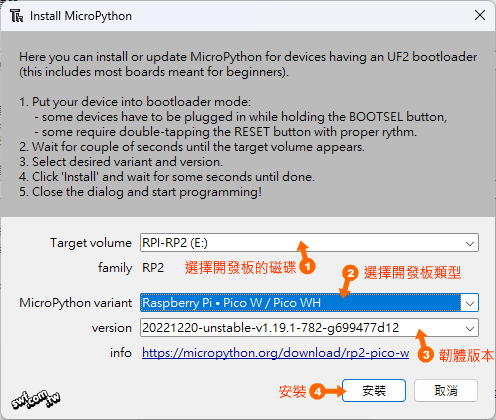 Install MicroPython
Here you can install or update MicroPython for devices having an UF2 bootloader
(this includes most boards meant for beginners).
1. Put your device into bootloader mode:
- some devices have to be plugged in while holding the BOOTSEL button,
- some require double-tapping the RESET button with proper rythm.
2. Wait for couple of seconds until the target volume appears.
3. Select desired variant and version.
4. Click 'Install' and wait for some seconds until done.
5. Close the dialog and start programming!
Target volume RPI-RP2 (E:)
family RP2 選擇開發板的磁碟 1
2 選擇開發板類型
MicroPython variant Raspberry Pi • Pico W / Pico WH
version 20221220-unstable-v1.19.1-782-g699477d12
info https://micropython.org/download/rp2-pico-w 3 韌體版本
swf.com.tw
安裝 4 安裝 取消